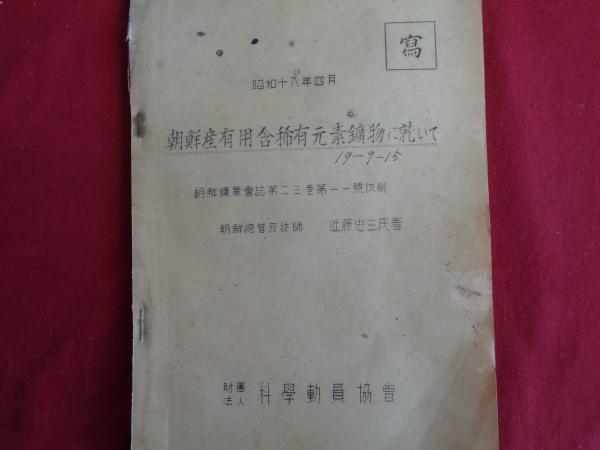 寫
昭和十八年四月
朝鮮産有用含稀有元素鑛物に就いて
19-9-15
朝鮮鑛業會誌第二三巻第一一號抜刷
朝鮮總督府技師 近藤忠三氏著
財團法人 科學動員協會